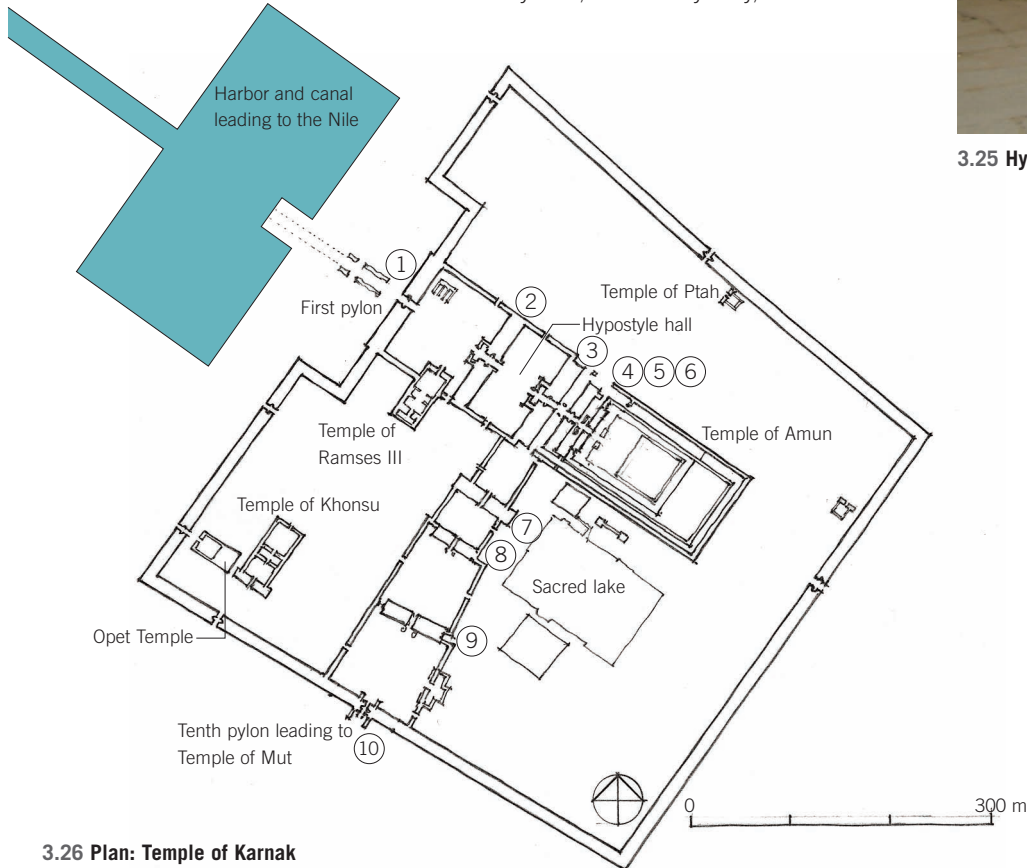 Harbor and canal
leading to the Nile
3.25 Hy
1
First pylon
2
Temple of Ptah
Hypostyle hall
3
4 5 6
Temple of
Ramses III
Temple of Amun
Temple of Khonsu
7
8
Sacred lake
Opet Temple
9
Tenth pylon leading to
Temple of Mut
10
0 300 m
3.26 Plan: Temple of Karnak